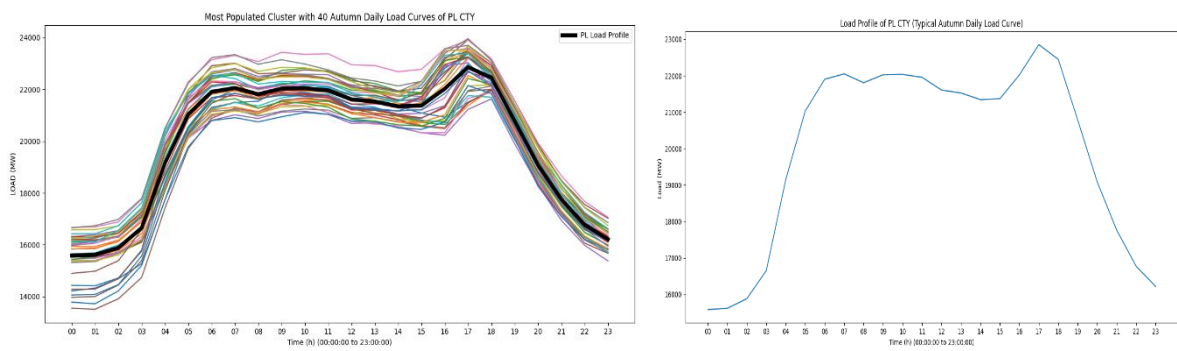 Most Populated Cluster with 40 Autumn Daily Load Curves of PL CTY
PL Load Profile
24000
22000
20000
18000
16000
14000
LOAD (MW)
00 01 02 03 04 05 06 07 08 09 10 11 12 13 14 15 16 17 18 19 20 21 22 23
Time (h) (00:00:00 to 23:00:00)
Load Profile of PL CTY (Typical Autumn Daily Load Curve)
23000
22000
21000
20000
19000
18000
17000
16000
Load (MW)
00 01 02 03 04 05 06 07 08 09 10 11 12 13 14 15 16 17 18 19 20 21 22 23
Time (h) (00:00:00 to 23:00:00)